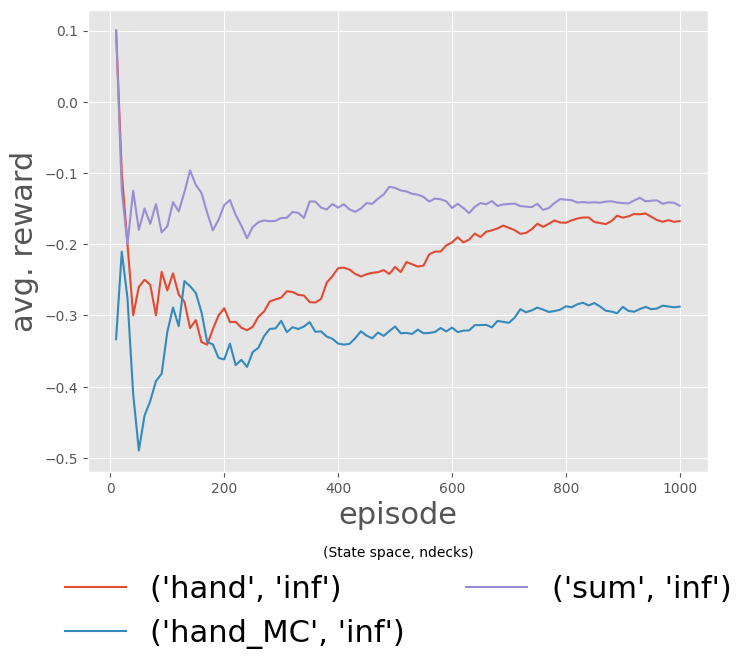 0.1
0.0
−0.1
−0.2
−0.3
−0.4
−0.5
avg. reward
0 200 400 600 800 1000
episode
(State space, ndecks)
('hand', 'inf') ('sum', 'inf')
('hand_MC', 'inf')